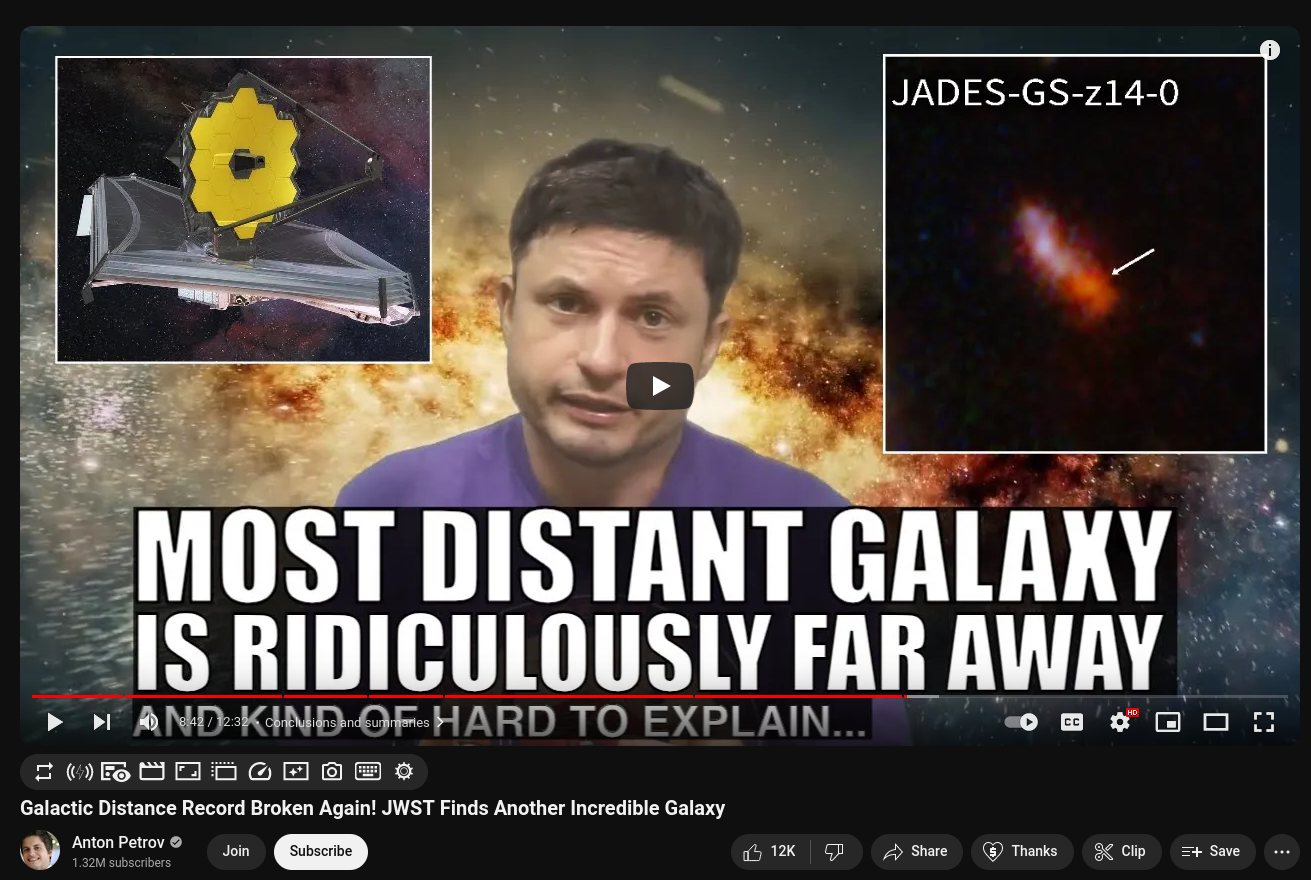 JADES-GS-z14-0
MOST DISTANT GALAXY
IS RIDICULOUSLY FAR AWAY
AND KIND OF HARD TO EXPLAIN...
8:42 / 12:32 • Conclusions and summaries
CC
HD
Galactic Distance Record Broken Again! JWST Finds Another Incredible Galaxy
Anton Petrov
1.32M subscribers
Join
Subscribe
12K
Share
Thanks
Clip
Save